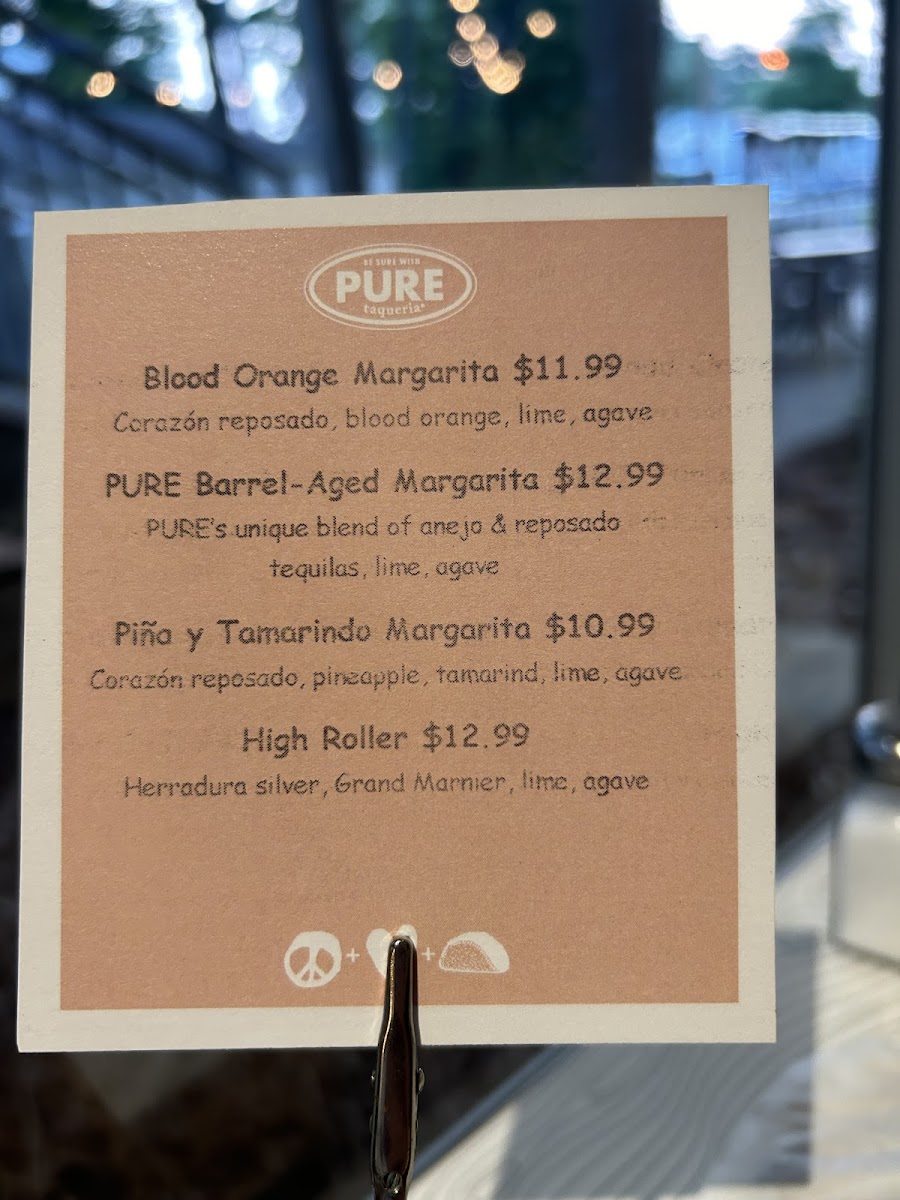 BE SURE WITH
PURE
taqueria®
Blood Orange Margarita $11.99
Corazón reposado, blood orange, lime, agave
PURE Barrel-Aged Margarita $12.99
PURE's unique blend of anejo & reposado
tequilas, lime, agave
Piña y Tamarindo Margarita $10.99
Corazón reposado, pineapple, tamarind, lime, agave
High Roller $12.99
Herradura silver, Grand Marnier, lime, agave
+ +